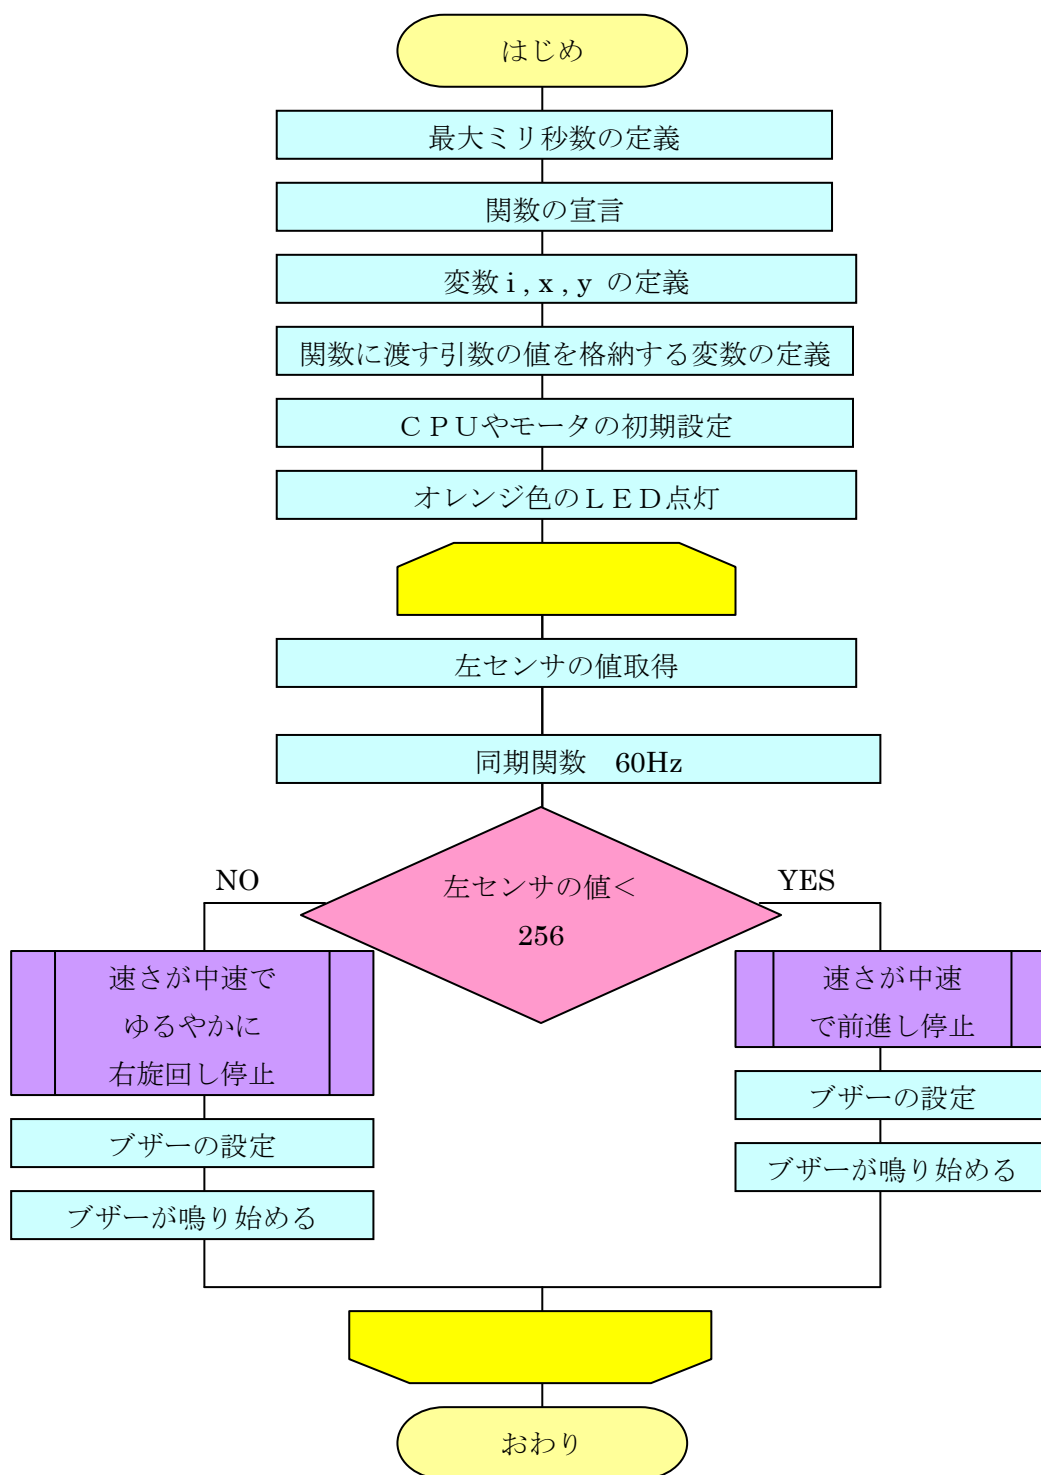 はじめ
最大ミリ秒数の定義
関数の宣言
変数 i , x , y の定義
関数に渡す引数の値を格納する変数の定義
ＣＰＵやモータの初期設定
オレンジ色のＬＥＤ点灯
左センサの値取得
同期関数　60Hz
左センサの値＜
256
NO
速さが中速で
ゆるやかに
右旋回し停止
ブザーの設定
ブザーが鳴り始める
YES
速さが中速
で前進し停止
ブザーの設定
ブザーが鳴り始める
おわり